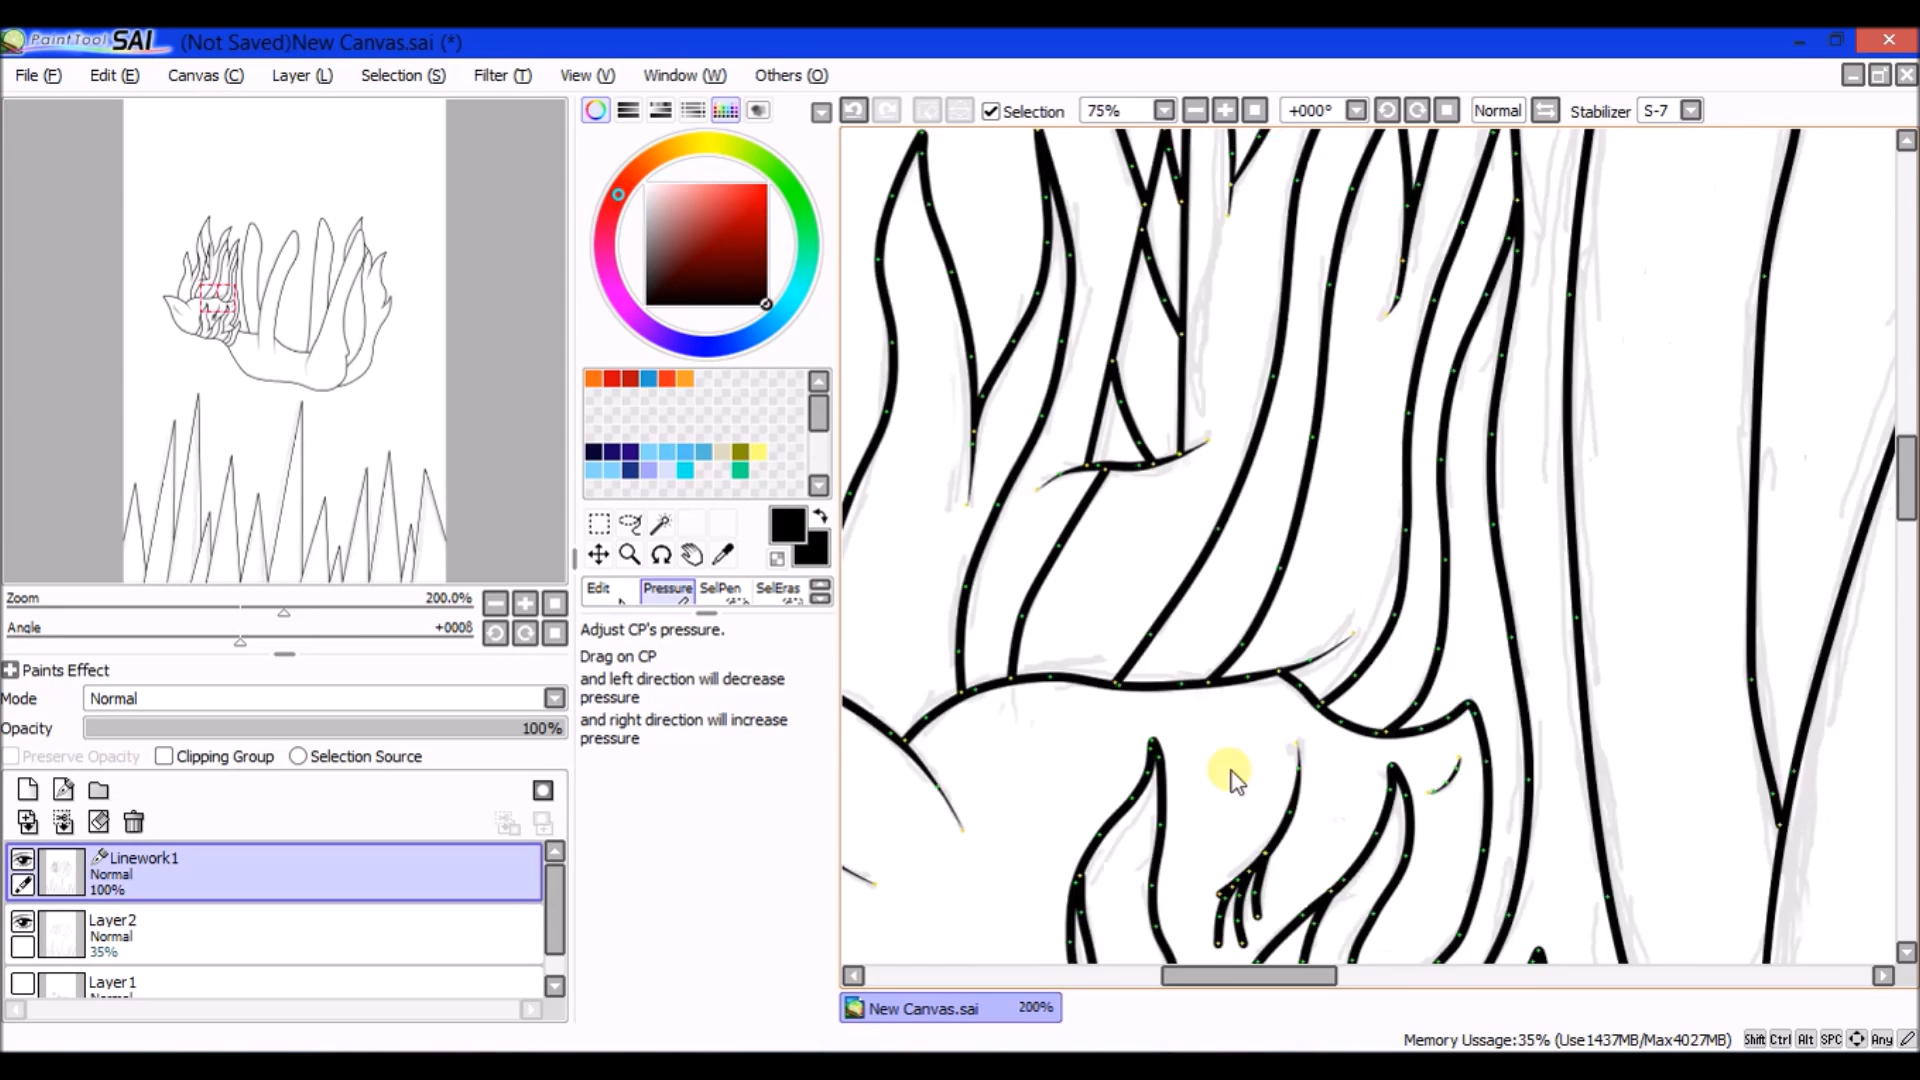 PaintTool SAI (Not Saved)New Canvas.sai (*)
File (F) Edit (E) Canvas (C) Layer (L) Selection (S) Filter (T) View (V) Window (W) Others (O)
Selection 75% +000° Normal Stabilizer S-7
Edit Pressure SelPen SelEras
Zoom 200.0%
Angle +0008
Adjust CP's pressure.
Drag on CP
and left direction will decrease
pressure
and right direction will increase
pressure
Paints Effect
Mode Normal
Opacity 100%
Preserve Opacity Clipping Group Selection Source
Linework1
Normal
100%
Layer2
Normal
35%
Layer1
Normal
New Canvas.sai 200%
Memory Ussage:35% (Use1437MB/Max4027MB) Shift Ctrl Alt SPC Any